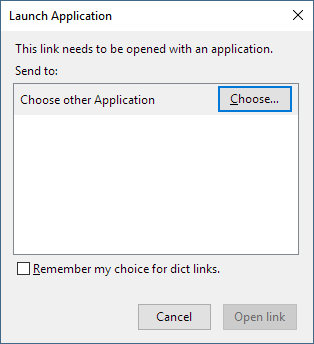 Launch Application
This link needs to be opened with an application.
Send to:
Choose other Application
Choose...
Remember my choice for dict links.
Cancel
Open link